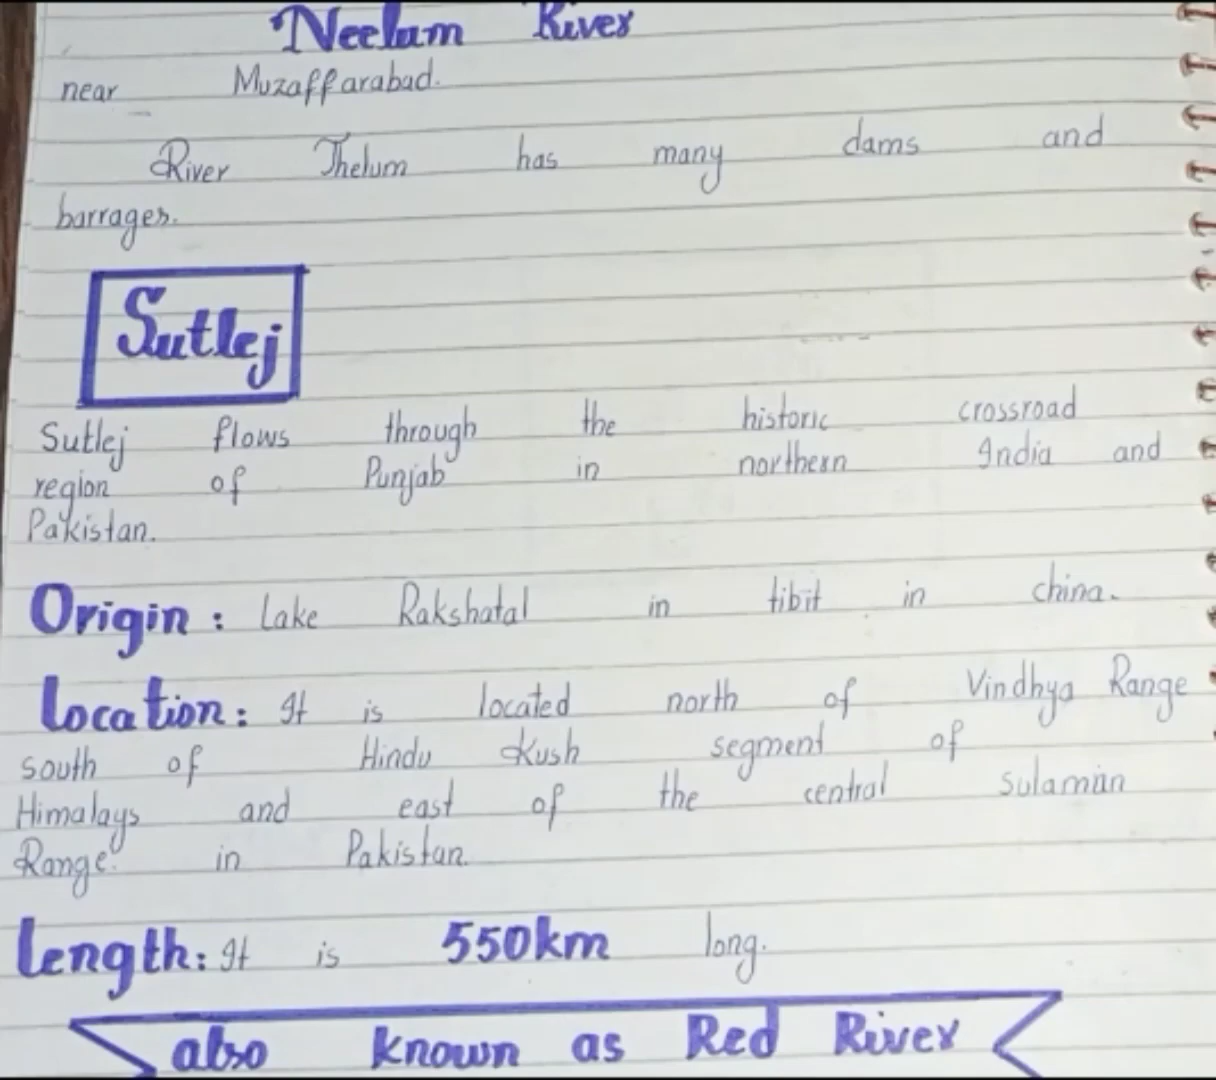 Neelum River
near Muzaffarabad.
River Jhelum has many dams and
barrages.
Sutlej
Sutlej flows through the historic crossroad
region of Punjab in northern India and
Pakistan.
Origin: Lake Rakshatal in tibit in china.
Location: It is located north of Vindhya Range
south of Hindu Kush segment of
Himalays and east of the central sulaman
Range in Pakistan.
length: It is 550km long.
also known as Red River